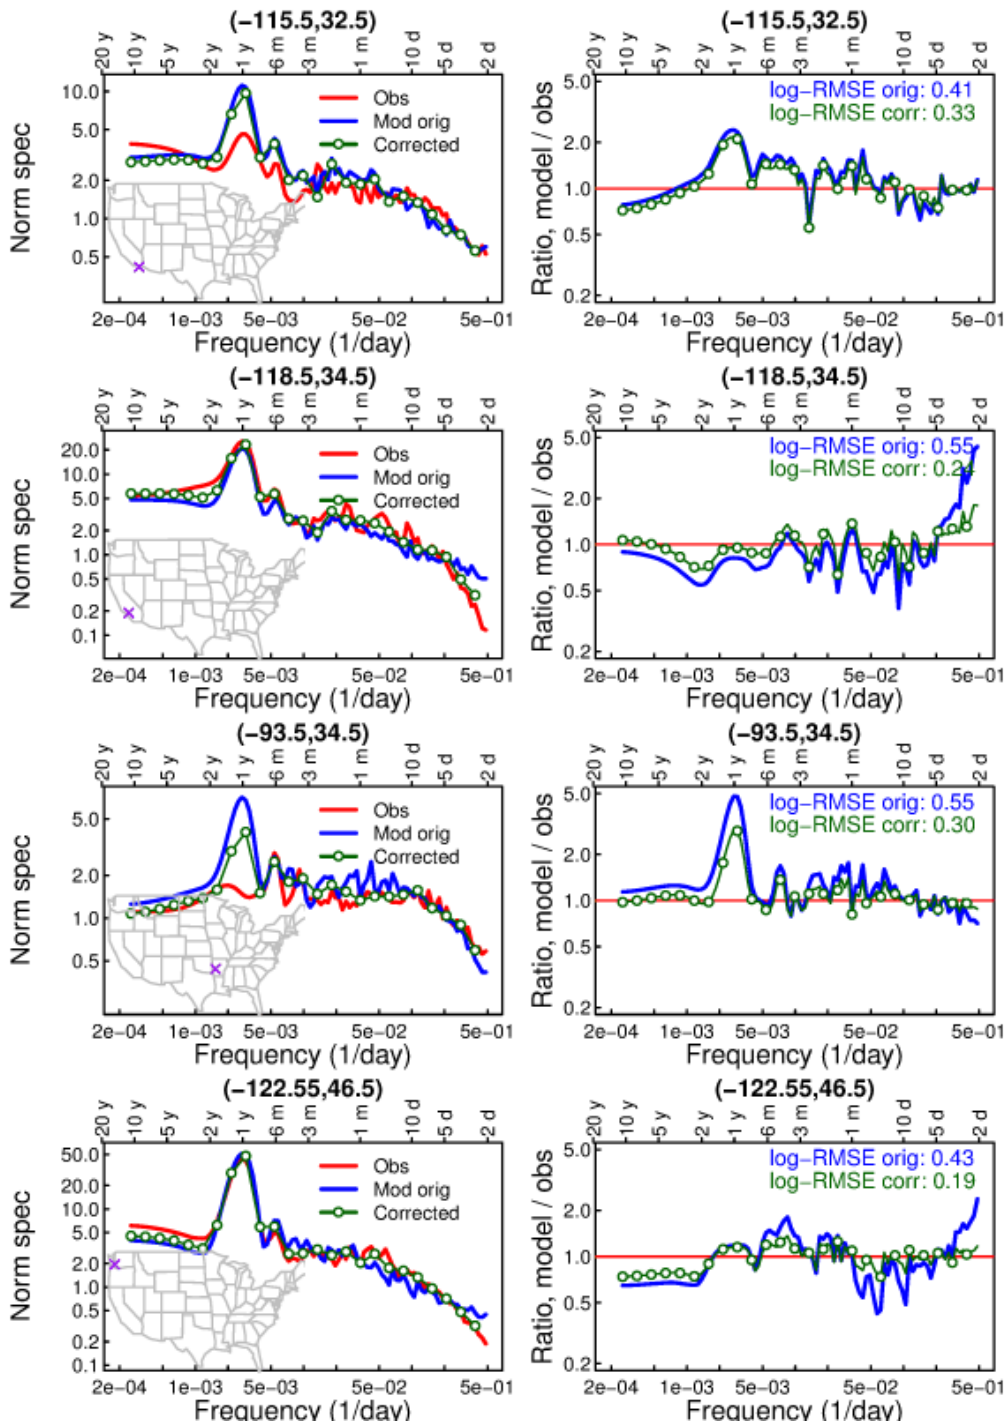 (−115.5,32.5)
20 y 10 y 5 y 2 y 1 y 6 m 3 m 1 m 10 d 2 d
Norm spec
10.0
5.0
2.0
1.0
0.5
Obs
Mod orig
Corrected
2e−04 1e−03 5e−03 5e−02 5e−01
Frequency (1/day)
(−115.5,32.5)
20 y 10 y 5 y 2 y 1 y 6 m 3 m 1 m 10 d 2 d
Ratio, model / obs
5.0
2.0
1.0
0.5
0.2
log−RMSE orig: 0.41
log−RMSE corr: 0.33
2e−04 1e−03 5e−03 5e−02 5e−01
Frequency (1/day)
(−118.5,34.5)
20 y 10 y 5 y 2 y 1 y 6 m 3 m 1 m 10 d 2 d
Norm spec
20.0
10.0
5.0
2.0
1.0
0.5
0.2
0.1
Obs
Mod orig
Corrected
2e−04 1e−03 5e−03 5e−02 5e−01
Frequency (1/day)
(−118.5,34.5)
20 y 10 y 5 y 2 y 1 y 6 m 3 m 1 m 10 d 2 d
Ratio, model / obs
5.0
2.0
1.0
0.5
0.2
log−RMSE orig: 0.55
log−RMSE corr: 0.24
2e−04 1e−03 5e−03 5e−02 5e−01
Frequency (1/day)
(−93.5,34.5)
20 y 10 y 5 y 2 y 1 y 6 m 3 m 1 m 10 d 2 d
Norm spec
5.0
2.0
1.0
0.5
Obs
Mod orig
Corrected
2e−04 1e−03 5e−03 5e−02 5e−01
Frequency (1/day)
(−93.5,34.5)
20 y 10 y 5 y 2 y 1 y 6 m 3 m 1 m 10 d 2 d
Ratio, model / obs
5.0
2.0
1.0
0.5
0.2
log−RMSE orig: 0.55
log−RMSE corr: 0.30
2e−04 1e−03 5e−03 5e−02 5e−01
Frequency (1/day)
(−122.55,46.5)
20 y 10 y 5 y 2 y 1 y 6 m 3 m 1 m 10 d 2 d
Norm spec
50.0
20.0
10.0
5.0
2.0
1.0
0.5
0.2
0.1
Obs
Mod orig
Corrected
2e−04 1e−03 5e−03 5e−02 5e−01
Frequency (1/day)
(−122.55,46.5)
20 y 10 y 5 y 2 y 1 y 6 m 3 m 1 m 10 d 2 d
Ratio, model / obs
5.0
2.0
1.0
0.5
0.2
log−RMSE orig: 0.43
log−RMSE corr: 0.19
2e−04 1e−03 5e−03 5e−02 5e−01
Frequency (1/day)